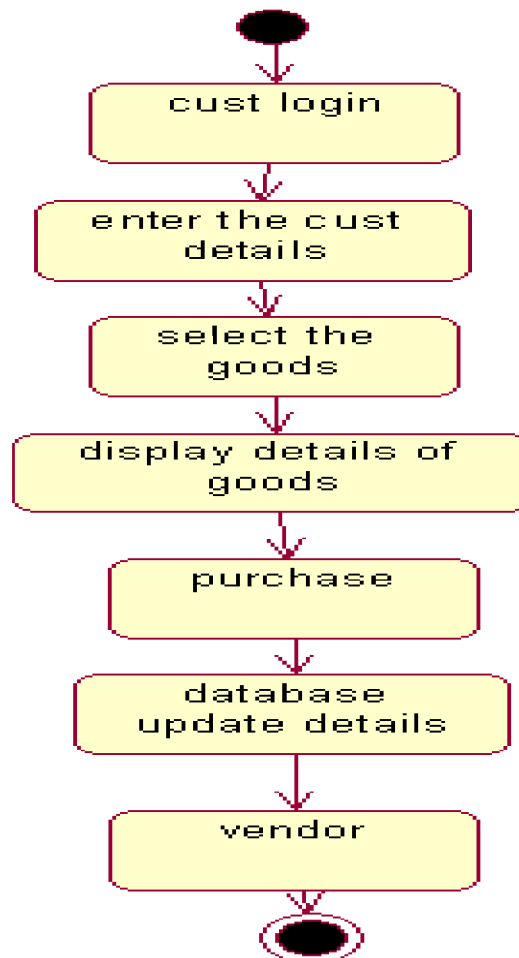 cust login
enter the cust
details
select the
goods
display details of
goods
purchase
database
update details
vendor